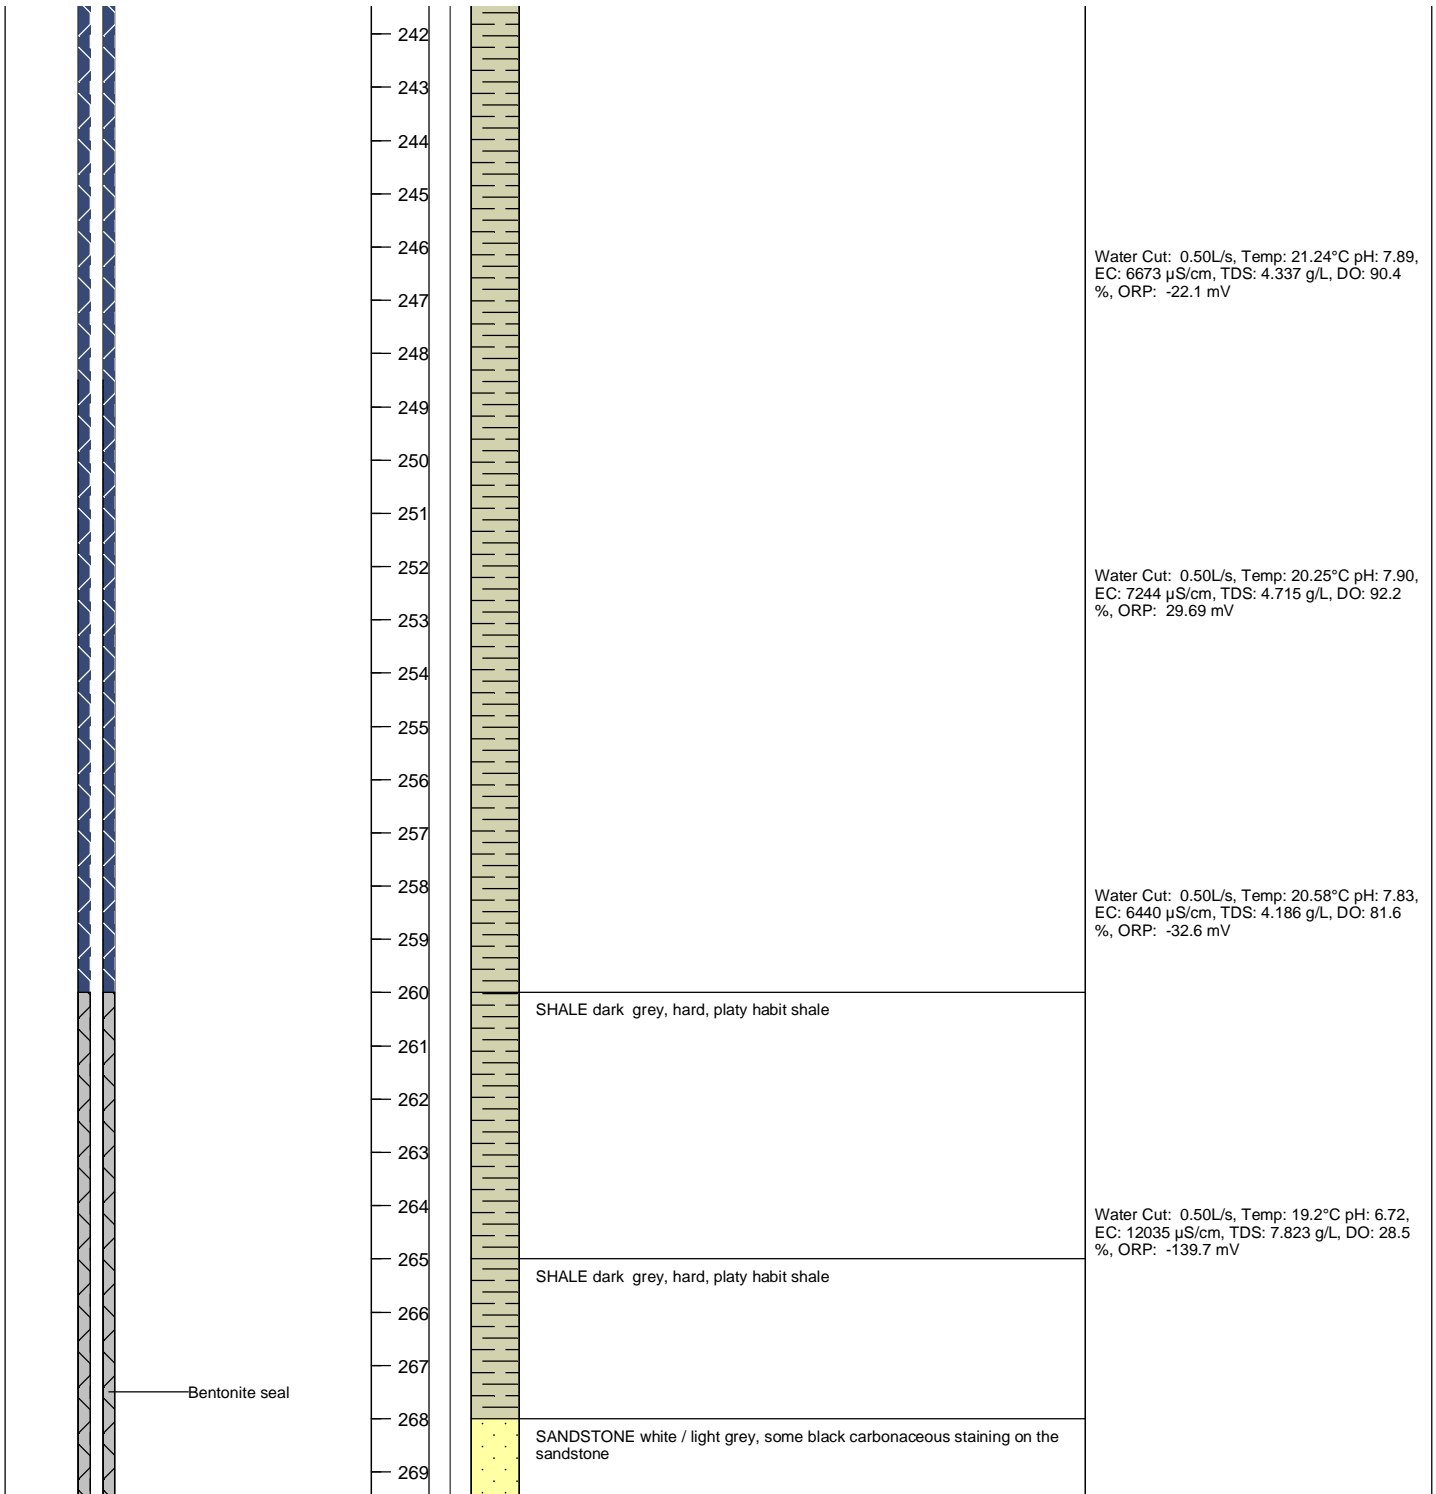 242
243
244
245
246
Water Cut:  0.50L/s, Temp: 21.24°C pH: 7.89,
EC: 6673 µS/cm, TDS: 4.337 g/L, DO: 90.4
%, ORP:  -22.1 mV
247
248
249
250
251
252
Water Cut:  0.50L/s, Temp: 20.25°C pH: 7.90,
EC: 7244 µS/cm, TDS: 4.715 g/L, DO: 92.2
%, ORP:  29.69 mV
253
254
255
256
257
258
Water Cut:  0.50L/s, Temp: 20.58°C pH: 7.83,
EC: 6440 µS/cm, TDS: 4.186 g/L, DO: 81.6
%, ORP:  -32.6 mV
259
260
SHALE dark  grey, hard, platy habit shale
261
262
263
264
Water Cut:  0.50L/s, Temp: 19.2°C pH: 6.72,
EC: 12035 µS/cm, TDS: 7.823 g/L, DO: 28.5
%, ORP:  -139.7 mV
265
SHALE dark  grey, hard, platy habit shale
266
267
Bentonite seal
268
SANDSTONE white / light grey, some black carbonaceous staining on the
sandstone
269